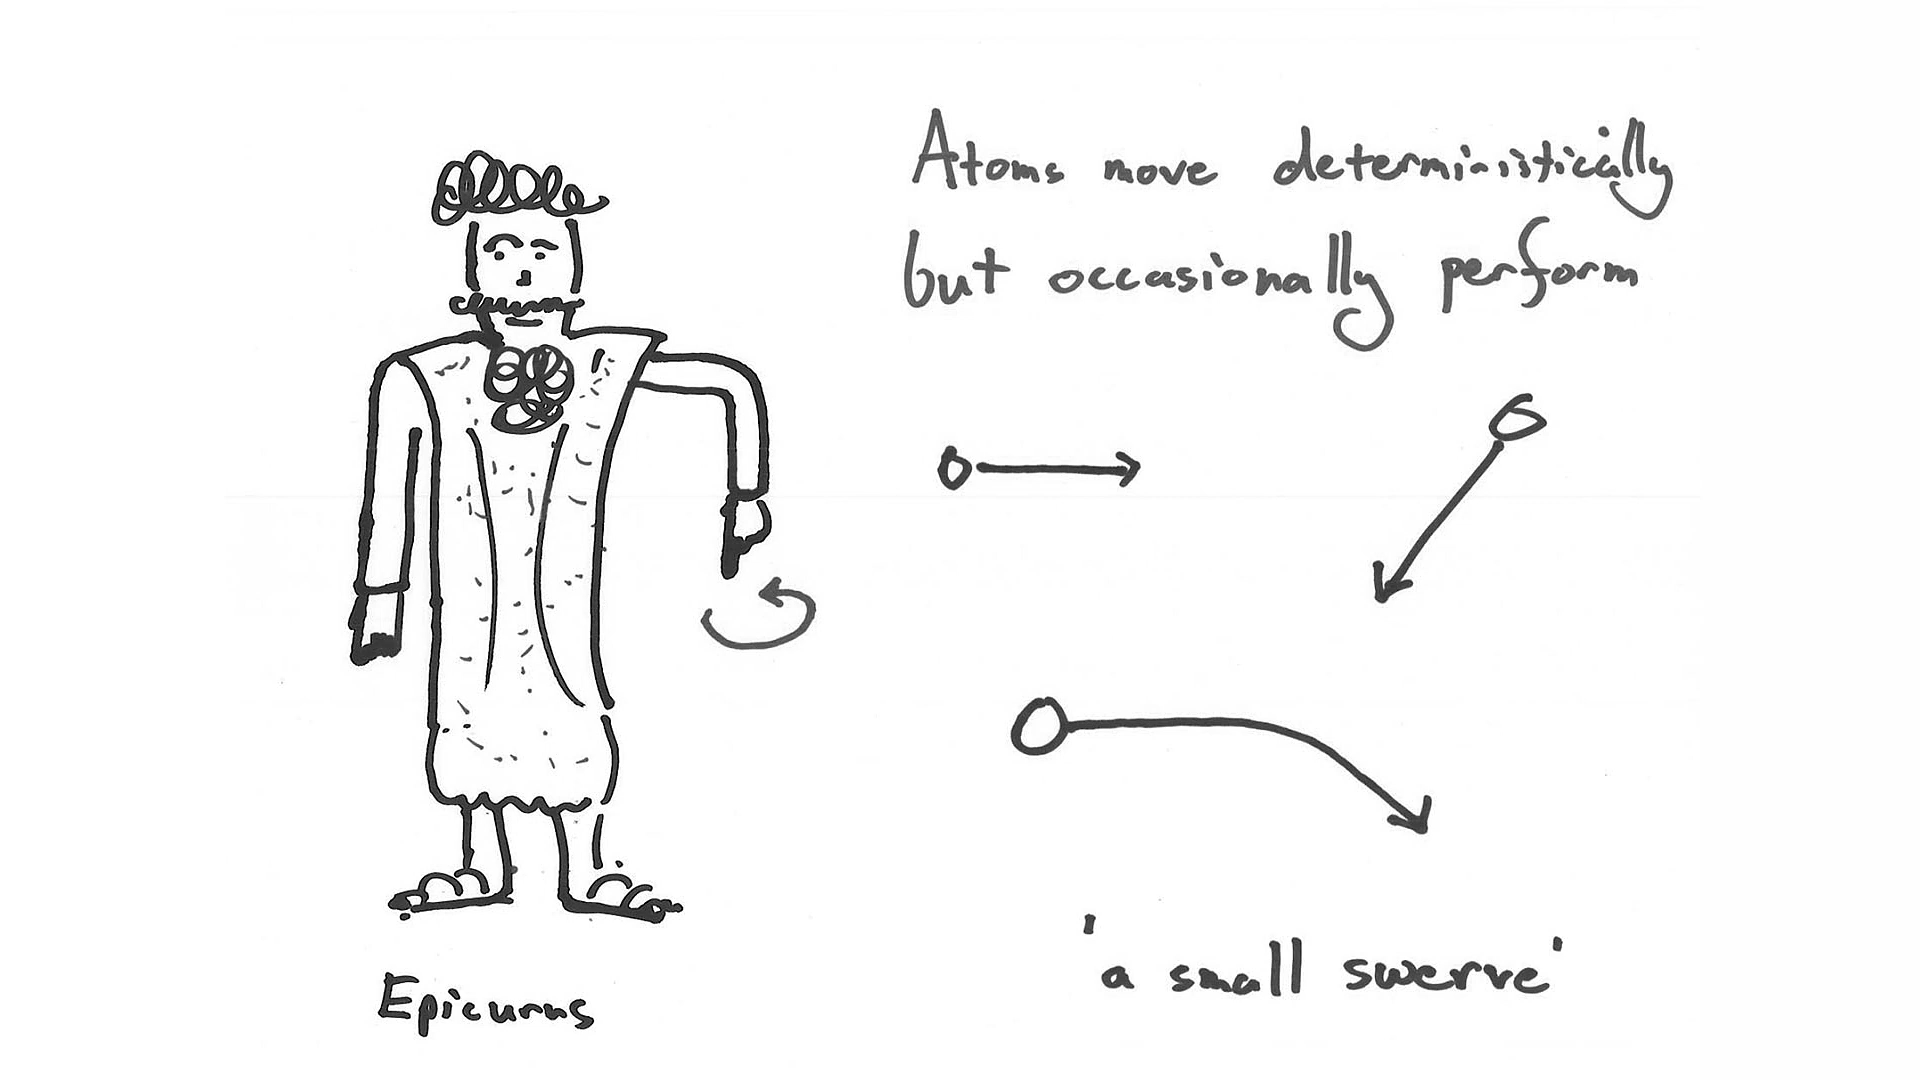 Atoms move deterministically
but occasionally perform
'a small swerve'
Epicurus